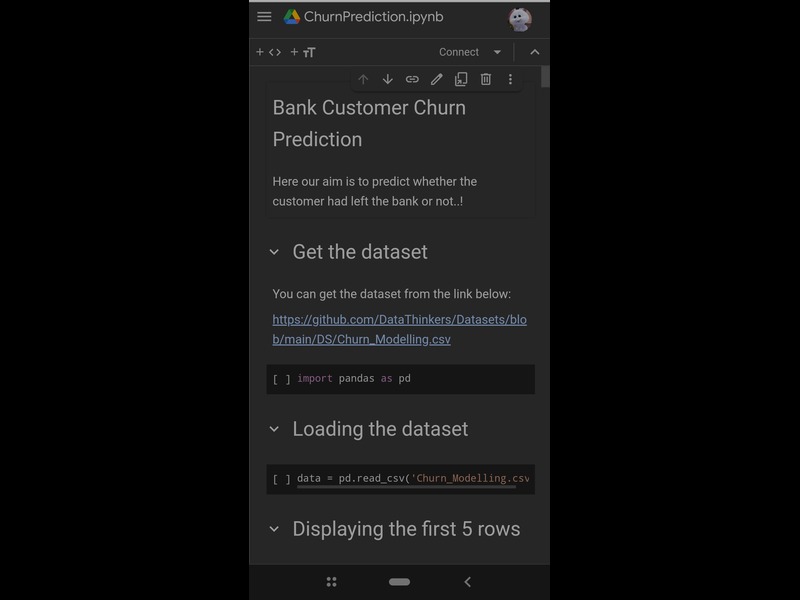 ChurnPrediction.ipynb
+ <> + TT Connect
Bank Customer Churn
Prediction
Here our aim is to predict whether the
customer had left the bank or not..!
Get the dataset
You can get the dataset from the link below:
https://github.com/DataThinkers/Datasets/blo
b/main/DS/Churn_Modelling.csv
[ ] import pandas as pd
Loading the dataset
[ ] data = pd.read_csv('Churn_Modelling.csv
Displaying the first 5 rows